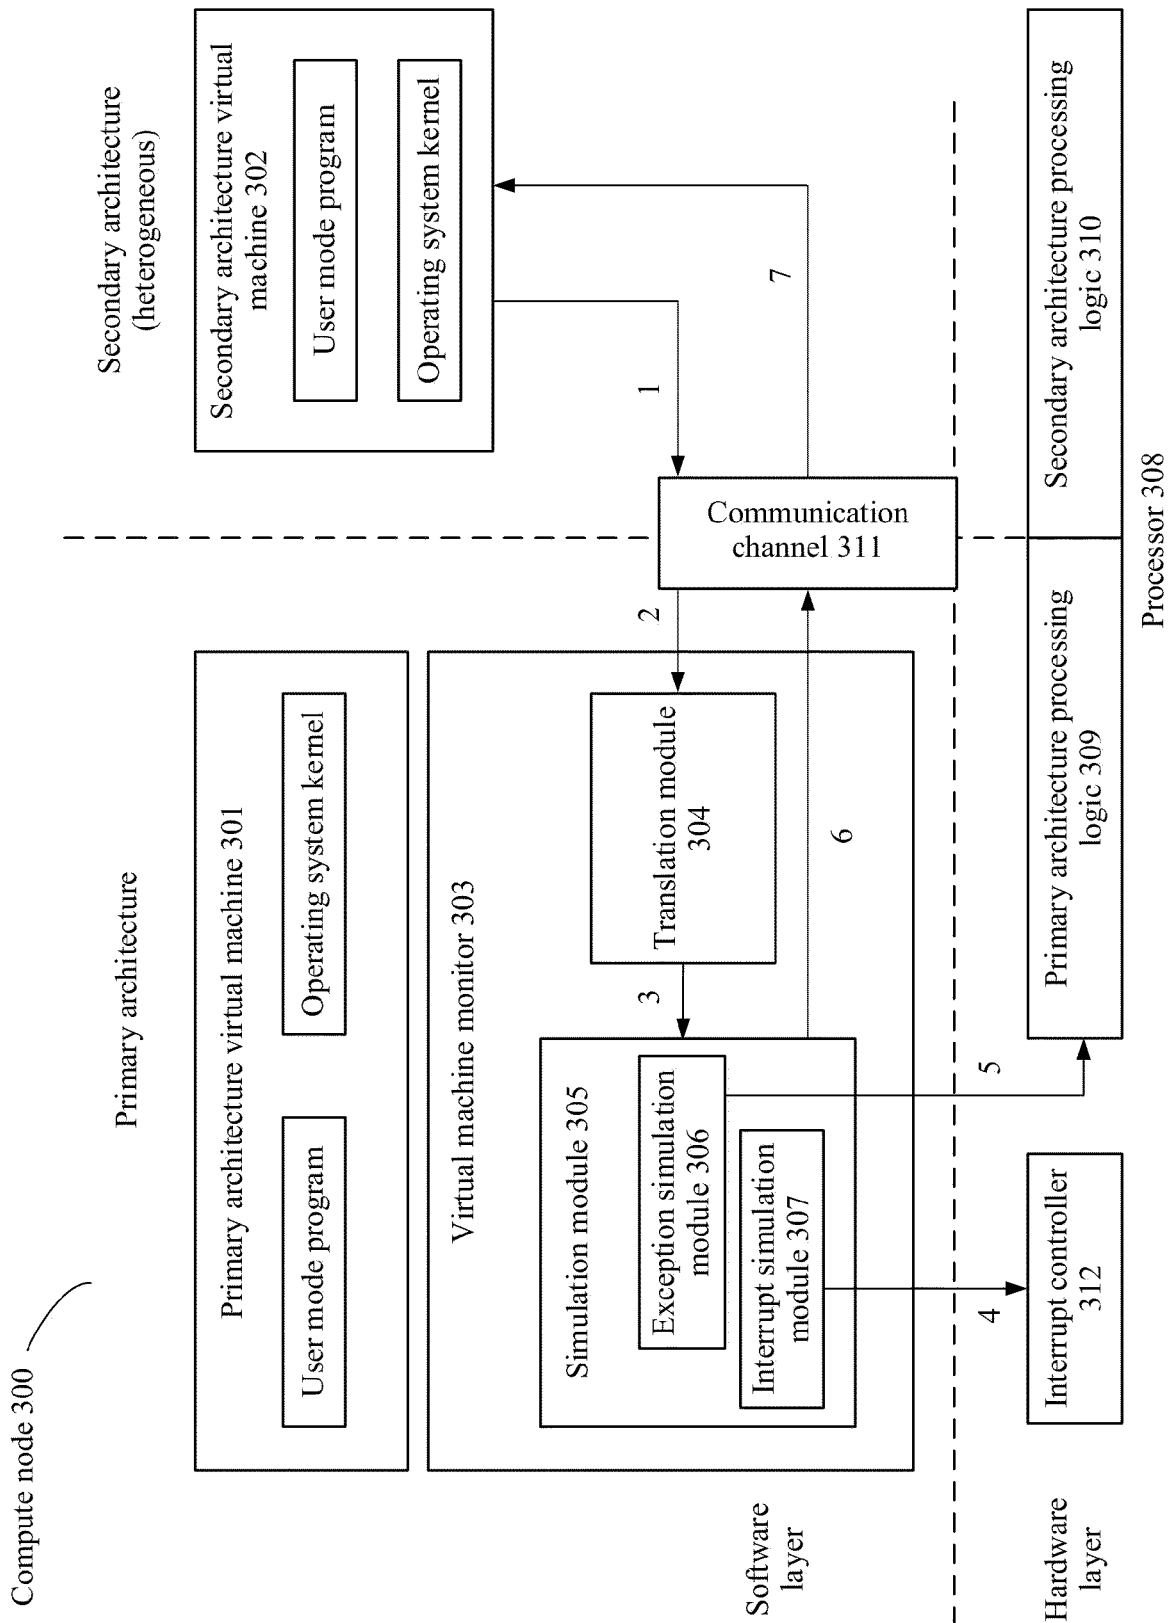 Compute node 300
Primary architecture
Secondary architecture
(heterogeneous)
Primary architecture virtual machine 301
User mode program
Operating system kernel
Secondary architecture virtual
machine 302
User mode program
Operating system kernel
Virtual machine monitor 303
Simulation module 305
Exception simulation
module 306
Interrupt simulation
module 307
3
Translation module
304
2
1
Communication
channel 311
6
7
Software
layer
4
5
Hardware
layer
Interrupt controller
312
Primary architecture processing
logic 309
Secondary architecture processing
logic 310
Processor 308